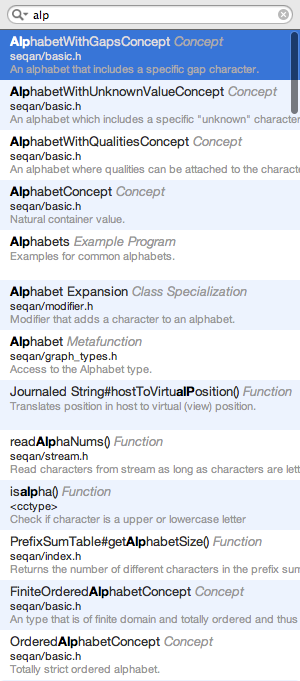 alp
AlphabetWithGapsConcept Concept
seqan/basic.h
An alphabet that includes a specific gap character.
AlphabetWithUnknownValueConcept Concept
seqan/basic.h
An alphabet which includes a specific "unknown" character
AlphabetWithQualitiesConcept Concept
seqan/basic.h
An alphabet where qualities can be attached to the characte
AlphabetConcept Concept
seqan/basic.h
Natural container value.
Alphabets Example Program
Examples for common alphabets.
Alphabet Expansion Class Specialization
seqan/modifier.h
Modifier that adds a character to an alphabet.
Alphabet Metafunction
seqan/graph_types.h
Access to the Alphabet type.
Journaled String#hostToVirtualPosition() Function
Translates position in host to virtual (view) position.
readAlphaNums() Function
seqan/stream.h
Read characters from stream as long as characters are lett
isalpha() Function
<cctype>
Check if character is a upper or lowercase letter
PrefixSumTable#getAlphabetSize() Function
seqan/index.h
Returns the number of different characters in the prefix sum
FiniteOrderedAlphabetConcept Concept
seqan/basic.h
An type that is of finite domain and totally ordered and thus
OrderedAlphabetConcept Concept
seqan/basic.h
Totally strict ordered alphabet.